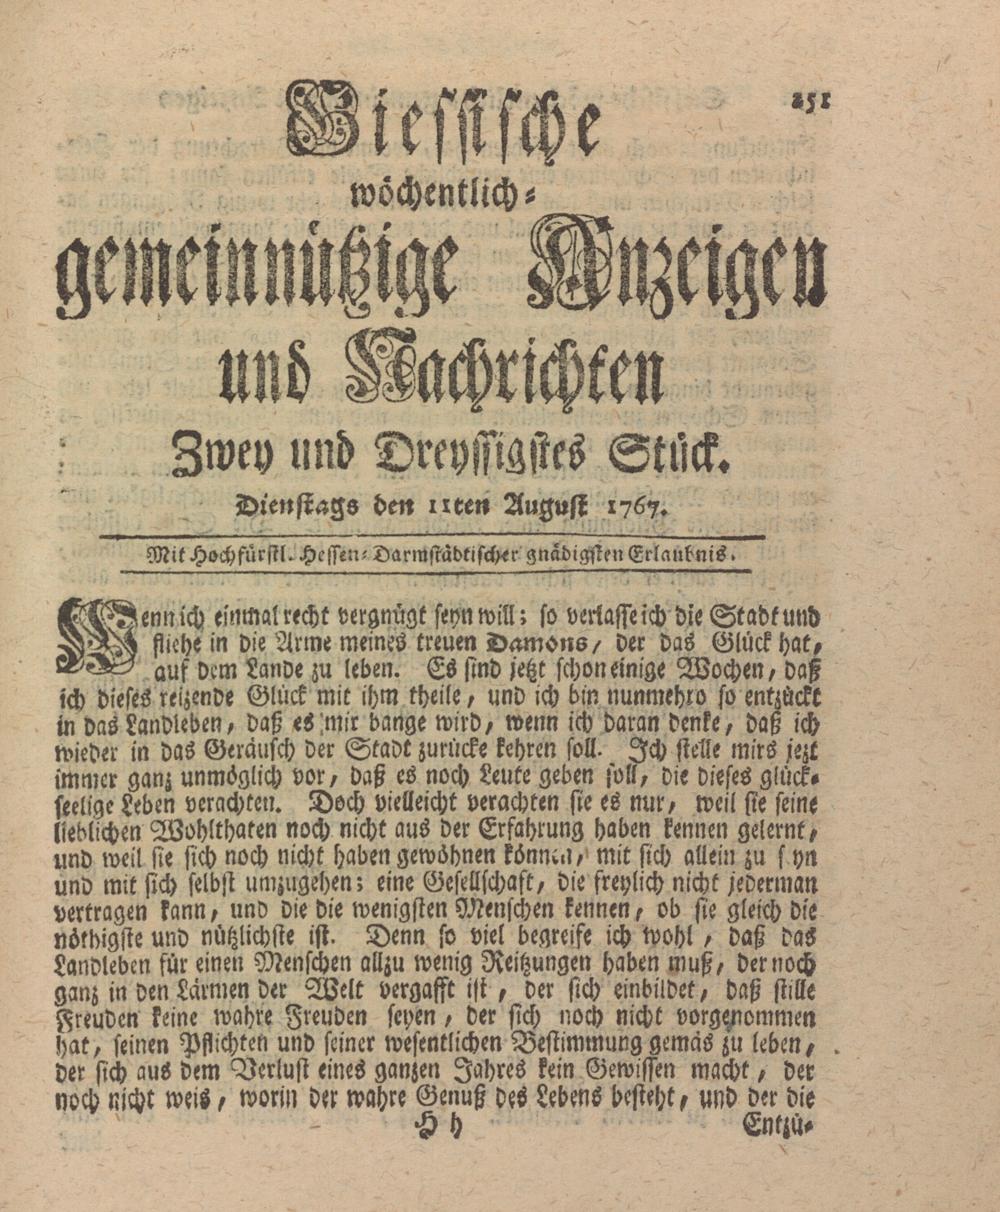 251
Giessische
wöchentlich-
gemeinnützige Anzeigen
und Nachrichten
Zwey und Dreyssigstes Stück.
Dienstags den 11ten August 1767.
Mit Hochfürstl. Hessen-Darmstädtischer gnädigsten Erlaubnis.
Wenn ich einmal recht vergnügt seyn will; so verlasse ich die Stadt und
fliehe in die Arme meines treuen Damons, der das Glück hat,
auf dem Lande zu leben. Es sind jetzt schon einige Wochen, daß
ich dieses reizende Glück mit ihm theile, und ich bin nunmehro so entzückt
in das Landleben, daß es mir bange wird, wenn ich daran denke, daß ich
wieder in das Geräusch der Stadt zurücke kehren soll. Ich stelle mirs jezt
immer ganz unmöglich vor, daß es noch Leute geben soll, die dieses glück-
seelige Leben verachten. Doch vielleicht verachten sie es nur, weil sie seine
lieblichen Wohlthaten noch nicht aus der Erfahrung haben kennen gelernt,
und weil sie sich noch nicht haben gewöhnen können, mit sich allein zu s yn
und mit sich selbst umzugehen; eine Gesellschaft, die freylich nicht jederman
vertragen kann, und die die wenigsten Menschen kennen, ob sie gleich die
nöthigste und nützlichste ist. Denn so viel begreife ich wohl, daß das
Landleben für einen Menschen allzu wenig Reitzungen haben muß, der noch
ganz in den Lärmen der Welt vergafft ist, der sich einbildet, daß stille
Freuden keine wahre Freuden seyen, der sich noch nicht vorgenommen
hat, seinen Pflichten und seiner wesentlichen Bestimmung gemäs zu leben,
der sich aus dem Verlust eines ganzen Jahres kein Gewissen macht, der
noch nicht weis, worin der wahre Genuß des Lebens besteht, und der die
H h Entzü-